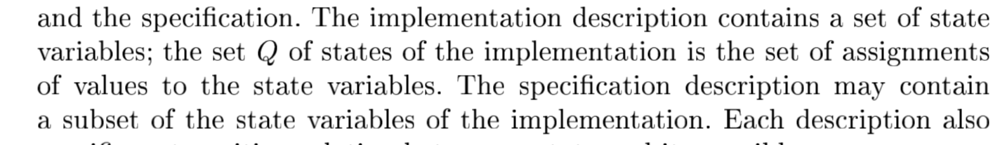 and the specification. The implementation description contains a set of state
variables; the set Q of states of the implementation is the set of assignments
of values to the state variables. The specification description may contain
a subset of the state variables of the implementation. Each description also